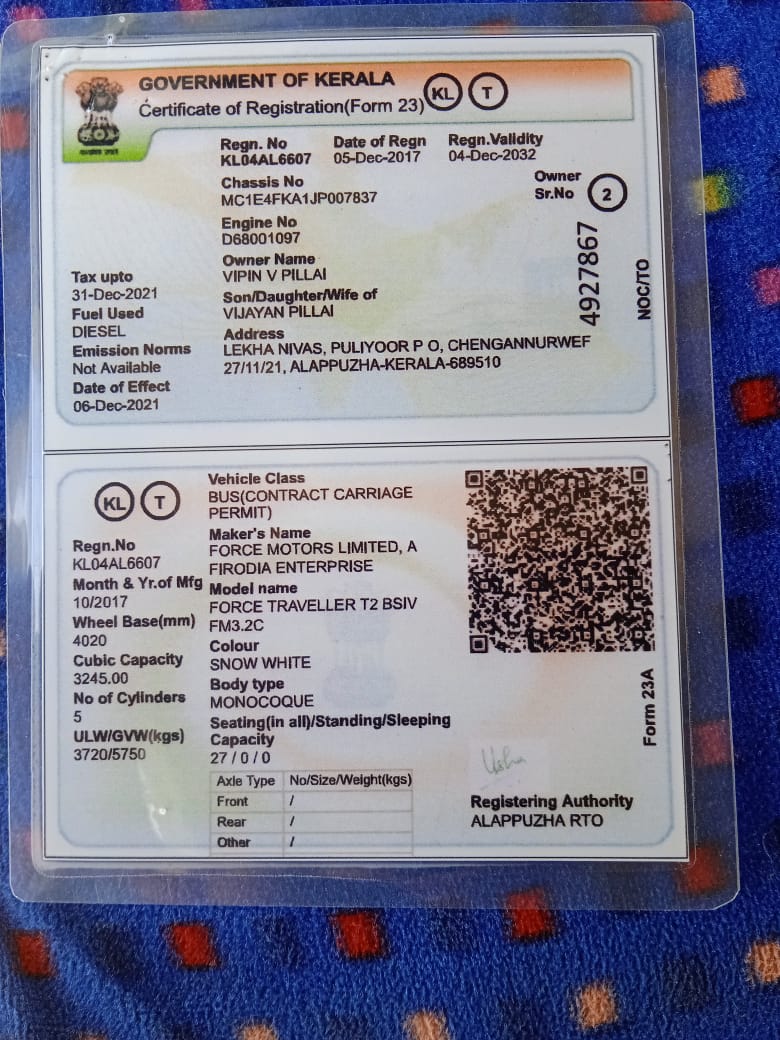 GOVERNMENT OF KERALA
Certificate of Registration(Form 23)
KL T
Regn. No Date of Regn Regn.Validity
KL04AL6607 05-Dec-2017 04-Dec-2032
Chassis No
MC1E4FKA1JP007837
Owner
Sr.No 2
Engine No
D68001097
Owner Name
VIPIN V PILLAI
Son/Daughter/Wife of
VIJAYAN PILLAI
Address
LEKHA NIVAS, PULIYOOR P O, CHENGANNURWEF
27/11/21, ALAPPUZHA-KERALA-689510
Tax upto
31-Dec-2021
Fuel Used
DIESEL
Emission Norms
Not Available
Date of Effect
06-Dec-2021
4927867
NOC/TO
KL T
Regn.No
KL04AL6607
Month & Yr.of Mfg
10/2017
Wheel Base(mm)
4020
Cubic Capacity
3245.00
No of Cylinders
5
ULW/GVW(kgs)
3720/5750
Vehicle Class
BUS(CONTRACT CARRIAGE
PERMIT)
Maker's Name
FORCE MOTORS LIMITED, A
FIRODIA ENTERPRISE
Model name
FORCE TRAVELLER T2 BSIV
FM3.2C
Colour
SNOW WHITE
Body type
MONOCOQUE
Seating(in all)/Standing/Sleeping
Capacity
27 / 0 / 0
Axle Type No/Size/Weight(kgs)
Front /
Rear /
Other /
Form 23A
Usha
Registering Authority
ALAPPUZHA RTO